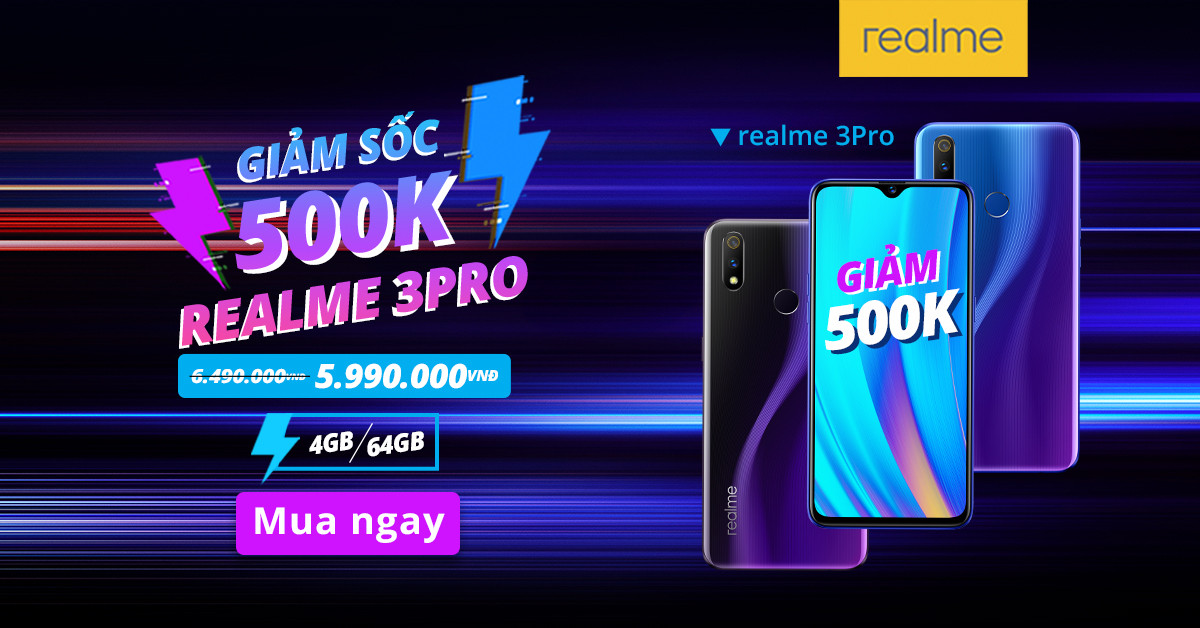 realme
GIẢM SỐC
500K
REALME 3PRO
6.490.000VNĐ 5.990.000VNĐ
4GB/64GB
Mua ngay
▼ realme 3Pro
GIẢM
500K
realme